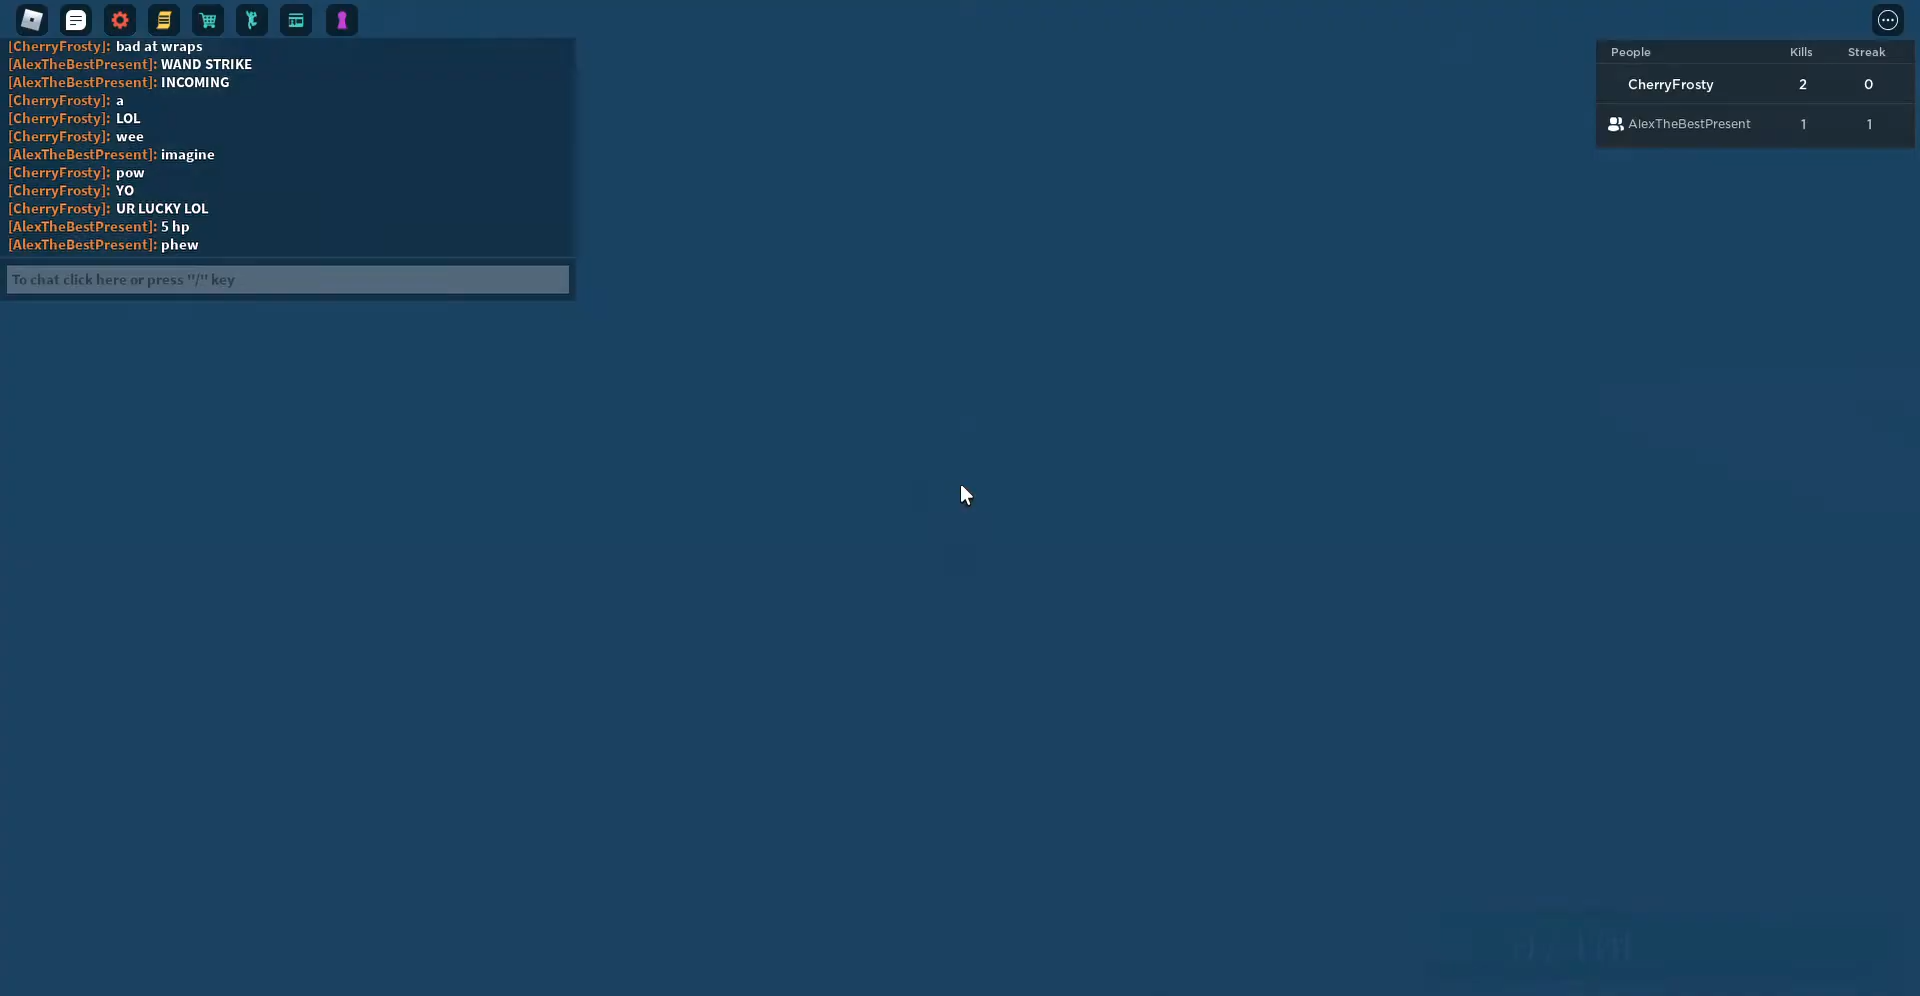 [CherryFrosty]: bad at wraps
[AlexTheBestPresent]: WAND STRIKE
[AlexTheBestPresent]: INCOMING
[CherryFrosty]: a
[CherryFrosty]: LOL
[CherryFrosty]: wee
[AlexTheBestPresent]: imagine
[CherryFrosty]: pow
[CherryFrosty]: YO
[CherryFrosty]: UR LUCKY LOL
[AlexTheBestPresent]: 5 hp
[AlexTheBestPresent]: phew
To chat click here or press "/" key
People Kills Streak
CherryFrosty 2 0
AlexTheBestPresent 1 1